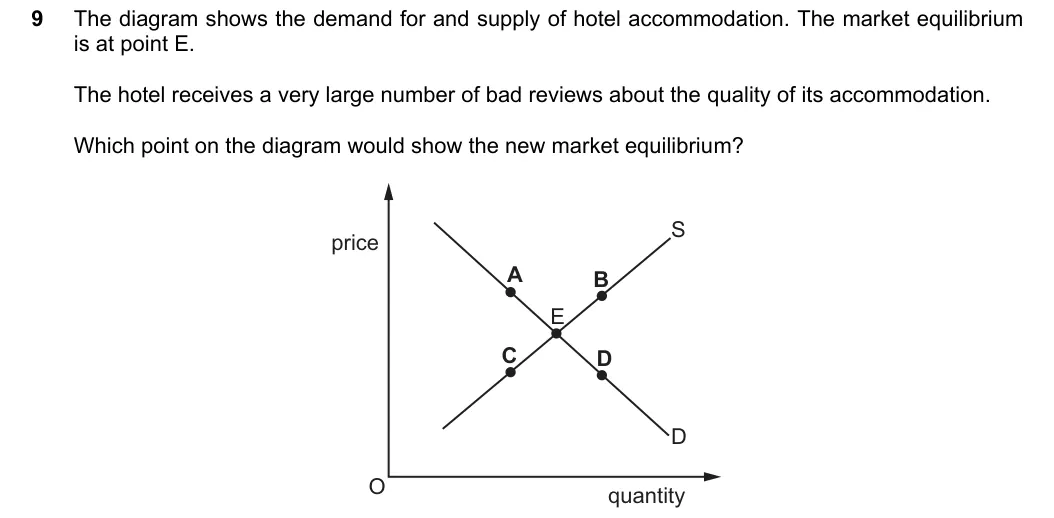 9 The diagram shows the demand for and supply of hotel accommodation. The market equilibrium
is at point E.
The hotel receives a very large number of bad reviews about the quality of its accommodation.
Which point on the diagram would show the new market equilibrium?
price
S
A
B
E
C
D
D
O
quantity